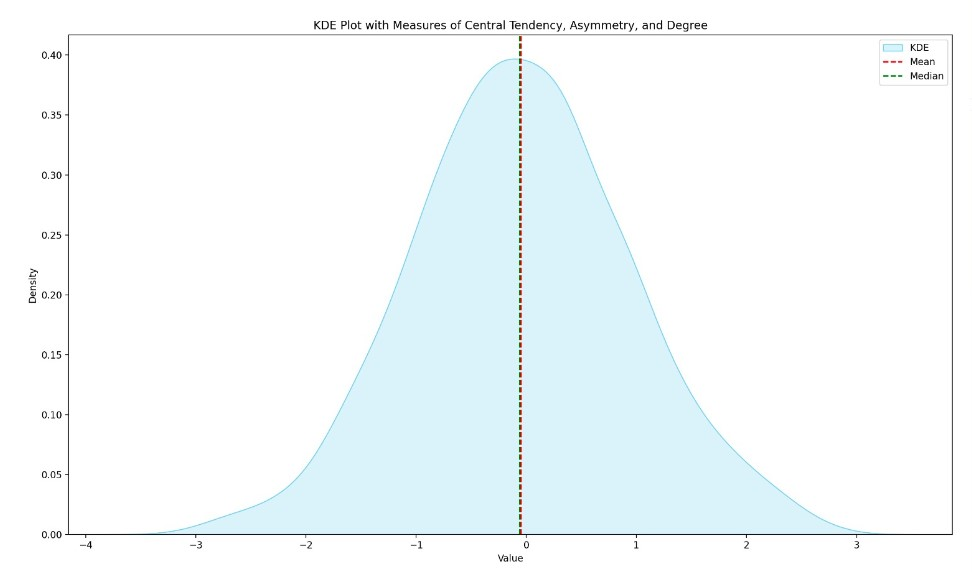 KDE Plot with Measures of Central Tendency, Asymmetry, and Degree
KDE
Mean
Median
0.40
0.35
0.30
0.25
0.20
0.15
0.10
0.05
0.00
Density
−4 −3 −2 −1 0 1 2 3
Value